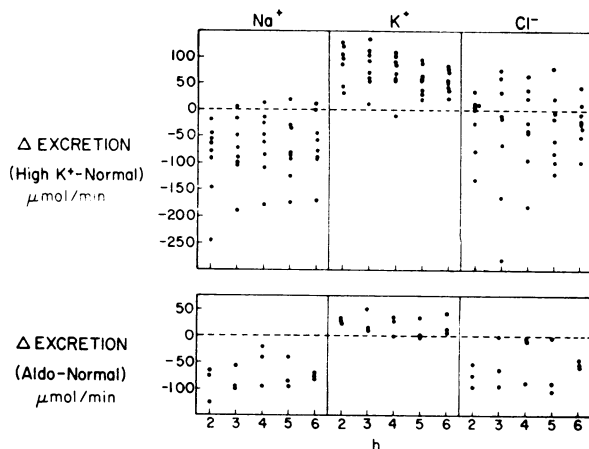 Na⁺ K⁺ Cl⁻
100
50
0
-50
-100
-150
-200
-250
Δ EXCRETION
(High K⁺-Normal)
μmol/min
50
0
-50
-100
Δ EXCRETION
(Aldo-Normal)
μmol/min
2 3 4 5 6 2 3 4 5 6 2 3 4 5 6
h